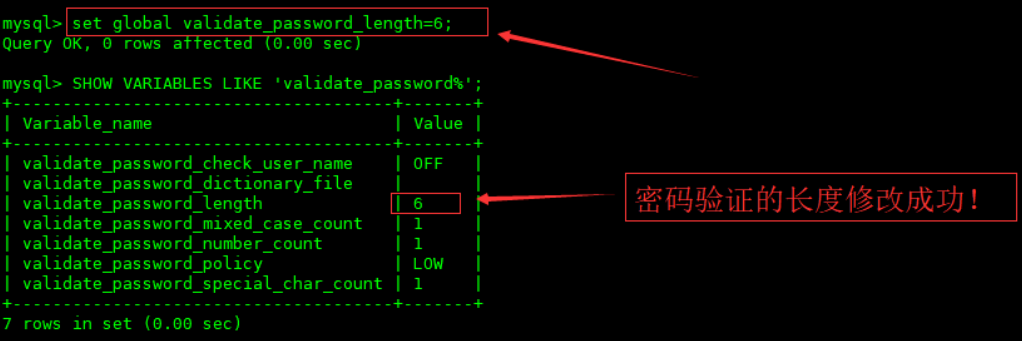 mysql> set global validate_password_length=6;
Query OK, 0 rows affected (0.00 sec)
mysql> SHOW VARIABLES LIKE 'validate_password%';
+--------------------------------------+-------+
| Variable_name                        | Value |
+--------------------------------------+-------+
| validate_password_check_user_name    | OFF   |
| validate_password_dictionary_file    |       |
| validate_password_length             | 6     |
密码验证的长度修改成功!
| validate_password_mixed_case_count   | 1     |
| validate_password_number_count       | 1     |
| validate_password_policy             | LOW   |
| validate_password_special_char_count | 1     |
+--------------------------------------+-------+
7 rows in set (0.00 sec)